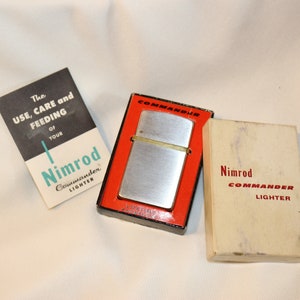 The
USE, CARE and
FEEDING
OF
YOUR
Nimrod
Commander
LIGHTER
COMMANDER
Nimrod
COMMANDER
LIGHTER